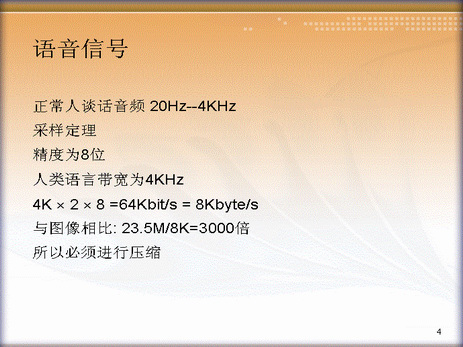 语音信号
正常人谈话音频 20Hz--4KHz
采样定理
精度为8位
人类语言带宽为4KHz
4K × 2 × 8 =64Kbit/s = 8Kbyte/s
与图像相比: 23.5M/8K=3000倍
所以必须进行压缩
4